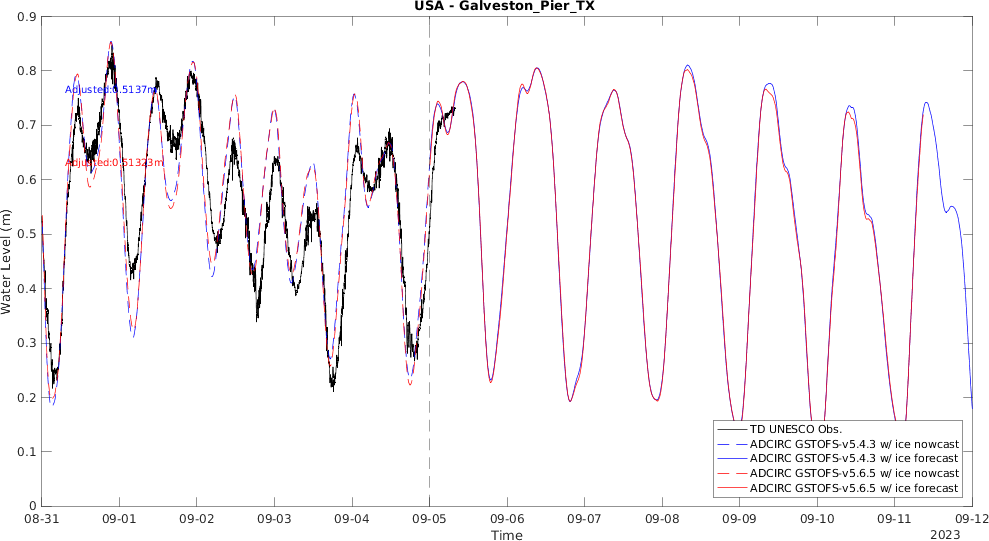 USA - Galveston_Pier_TX
0.9
0.8
0.7
0.6
0.5
0.4
0.3
0.2
0.1
0
Water Level (m)
Adjusted:0.5137m
Adjusted:0.51323m
TD UNESCO Obs.
ADCIRC GSTOFS-v5.4.3 w/ ice nowcast
ADCIRC GSTOFS-v5.4.3 w/ ice forecast
ADCIRC GSTOFS-v5.6.5 w/ ice nowcast
ADCIRC GSTOFS-v5.6.5 w/ ice forecast
08-31 09-01 09-02 09-03 09-04 09-05 09-06 09-07 09-08 09-09 09-10 09-11 09-12
Time
2023